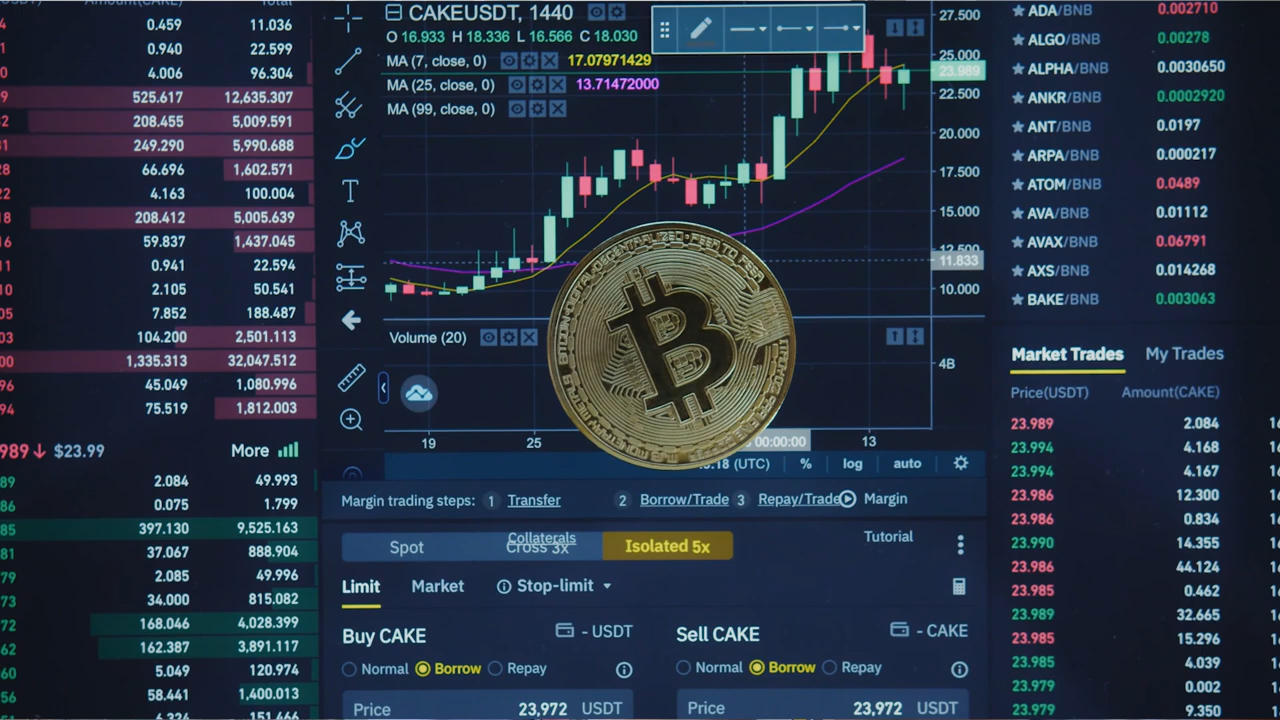 Amount(CAKE) Total
0.459 11.036
0.940 22.599
4.006 96.304
525.617 12,635.307
208.455 5,009.591
249.290 5,990.688
66.696 1,602.571
4.163 100.004
208.412 5,005.639
59.837 1,437.045
0.941 22.594
2.105 50.541
7.852 188.487
104.200 2,501.113
1,335.313 32,047.512
45.049 1,080.996
75.519 1,812.003
989↓ $23.99 More
2.084 49.993
0.075 1.799
397.130 9,525.163
37.067 888.904
2.085 49.996
34.000 815.082
168.046 4,028.399
162.387 3,891.117
5.049 120.974
58.441 1,400.013
CAKEUSDT, 1440
O 16.933 H 18.336 L 16.566 C 18.030
MA (7, close, 0) 17.07971429
MA (25, close, 0) 13.71472000
MA (99, close, 0)
27.500
25.000
23.989
22.500
20.000
17.500
15.000
12.500
11.833
10.000
Volume (20)
4B
19 25 00:00:00 13
(UTC) % log auto
Margin trading steps: 1 Transfer 2 Borrow/Trade 3 Repay/Trade Margin
Collaterals Tutorial
Spot Cross 3x Isolated 5x
Limit Market Stop-limit
Buy CAKE - USDT
Normal Borrow Repay
Price 23,972 USDT
Sell CAKE - CAKE
Normal Borrow Repay
Price 23,972 USDT
ADA/BNB 0.002710
ALGO/BNB 0.00278
ALPHA/BNB 0.0030650
ANKR/BNB 0.0002920
ANT/BNB 0.0197
ARPA/BNB 0.000217
ATOM/BNB 0.0489
AVA/BNB 0.01112
AVAX/BNB 0.06791
AXS/BNB 0.014268
BAKE/BNB 0.003063
Market Trades My Trades
Price(USDT) Amount(CAKE)
23.989 2.084
23.994 4.168
23.994 4.167
23.986 12.300
23.986 0.834
23.990 14.355
23.986 44.124
23.985 0.462
23.989 32.665
23.985 15.296
23.985 4.039
23.979 0.002
23.979 9.350